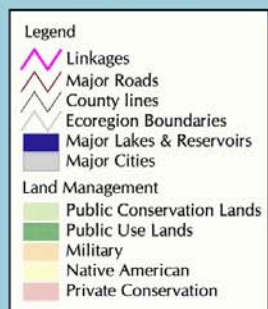 Legend
Linkages
Major Roads
County lines
Ecoregion Boundaries
Major Lakes & Reservoirs
Major Cities
Land Management
Public Conservation Lands
Public Use Lands
Military
Native American
Private Conservation